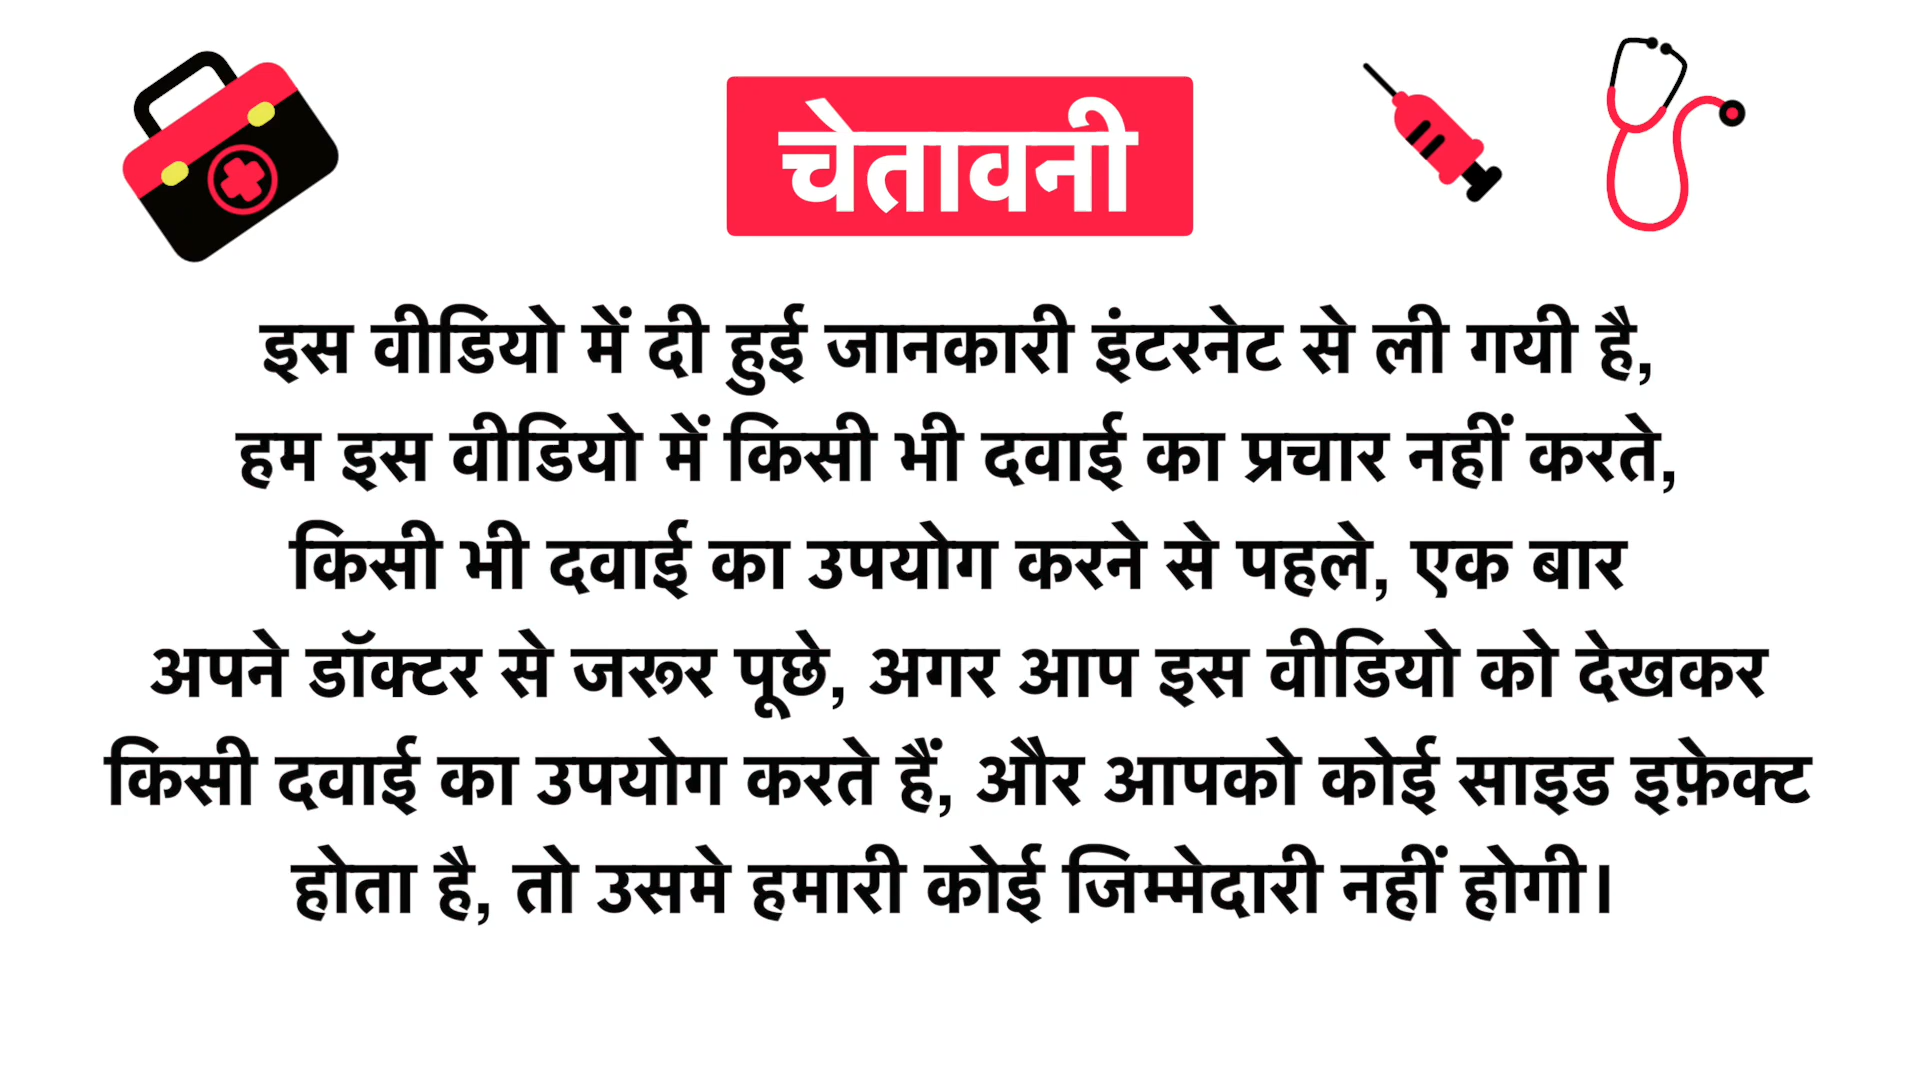 चेतावनी
इस वीडियो में दी हुई जानकारी इंटरनेट से ली गयी है,
हम इस वीडियो में किसी भी दवाई का प्रचार नहीं करते,
किसी भी दवाई का उपयोग करने से पहले, एक बार
अपने डॉक्टर से जरूर पूछे, अगर आप इस वीडियो को देखकर
किसी दवाई का उपयोग करते हैं, और आपको कोई साइड इफ़ेक्ट
होता है, तो उसमे हमारी कोई जिम्मेदारी नहीं होगी।